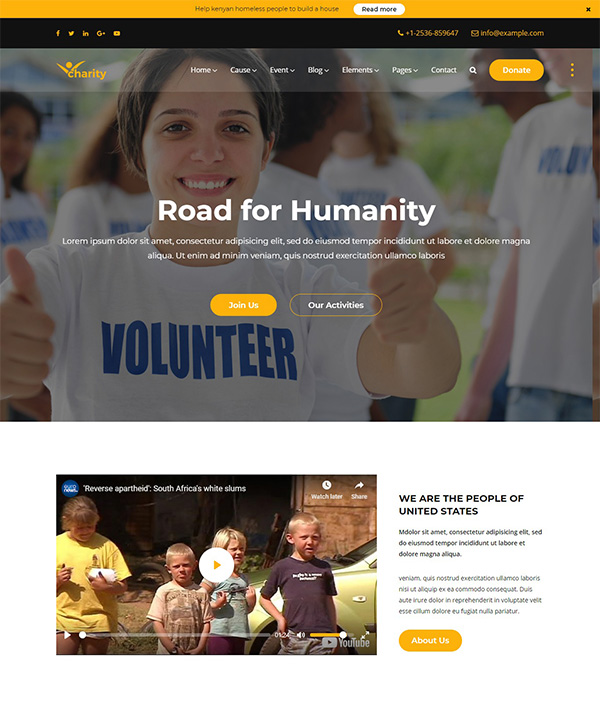 Help kenyan homeless people to build a house Read more
+1-2536-859647 info@example.com
charity Home Cause Event Blog Elements Pages Contact Donate
VOLUNT
Road for Humanity
Lorem ipsum dolor sit amet, consectetur adipisicing elit, sed do eiusmod tempor incididunt ut labore et dolore magna
aliqua. Ut enim ad minim veniam, quis nostrud exercitation ullamco laboris
Join Us Our Activities
VOLUNTEER
'Reverse apartheid': South Africa's white slums
Watch later Share
01:24 YouTube
WE ARE THE PEOPLE OF
UNITED STATES
Mdolor sit amet, consectetur adipisicing elit, sed
do eiusmod tempor incididunt ut labore et
dolore magna aliqua.
veniam, quis nostrud exercitation ullamco laboris
nisi ut aliquip ex ea commodo consequat. Duis
aute irure dolor in reprehenderit in voluptate velit
esse cillum dolore eu fugiat nulla pariatur.
About Us